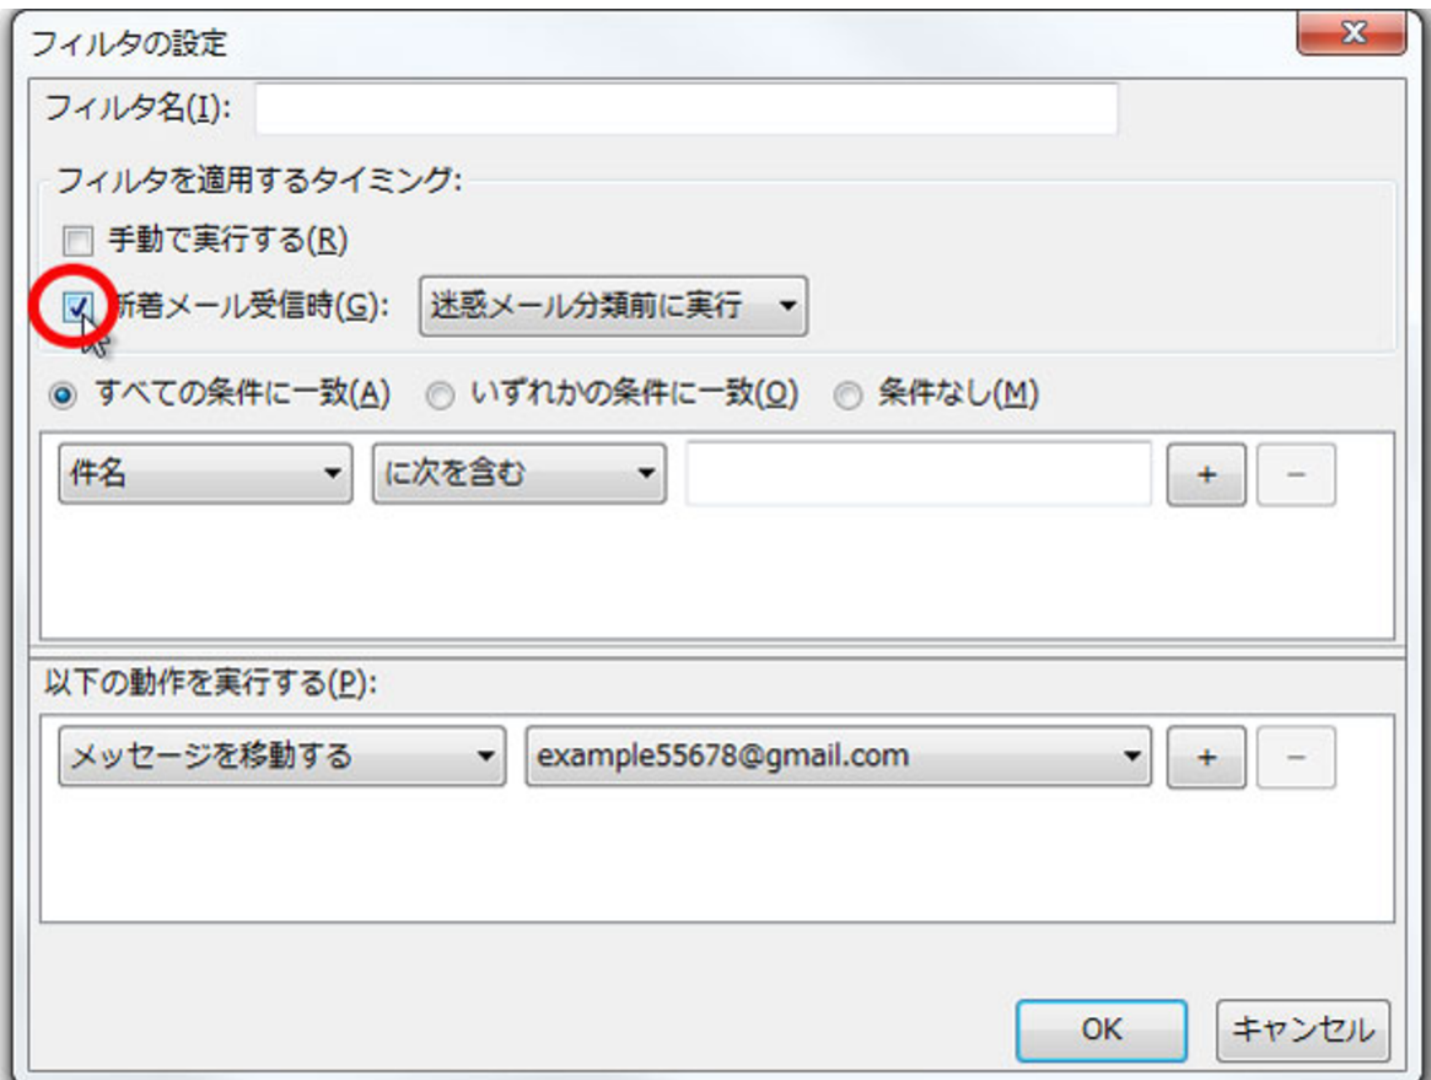 フィルタの設定
フィルタ名(I):
フィルタを適用するタイミング:
手動で実行する(R)
新着メール受信時(G): 迷惑メール分類前に実行
すべての条件に一致(A) いずれかの条件に一致(O) 条件なし(M)
件名 に次を含む + −
以下の動作を実行する(P):
メッセージを移動する example55678@gmail.com + −
OK キャンセル